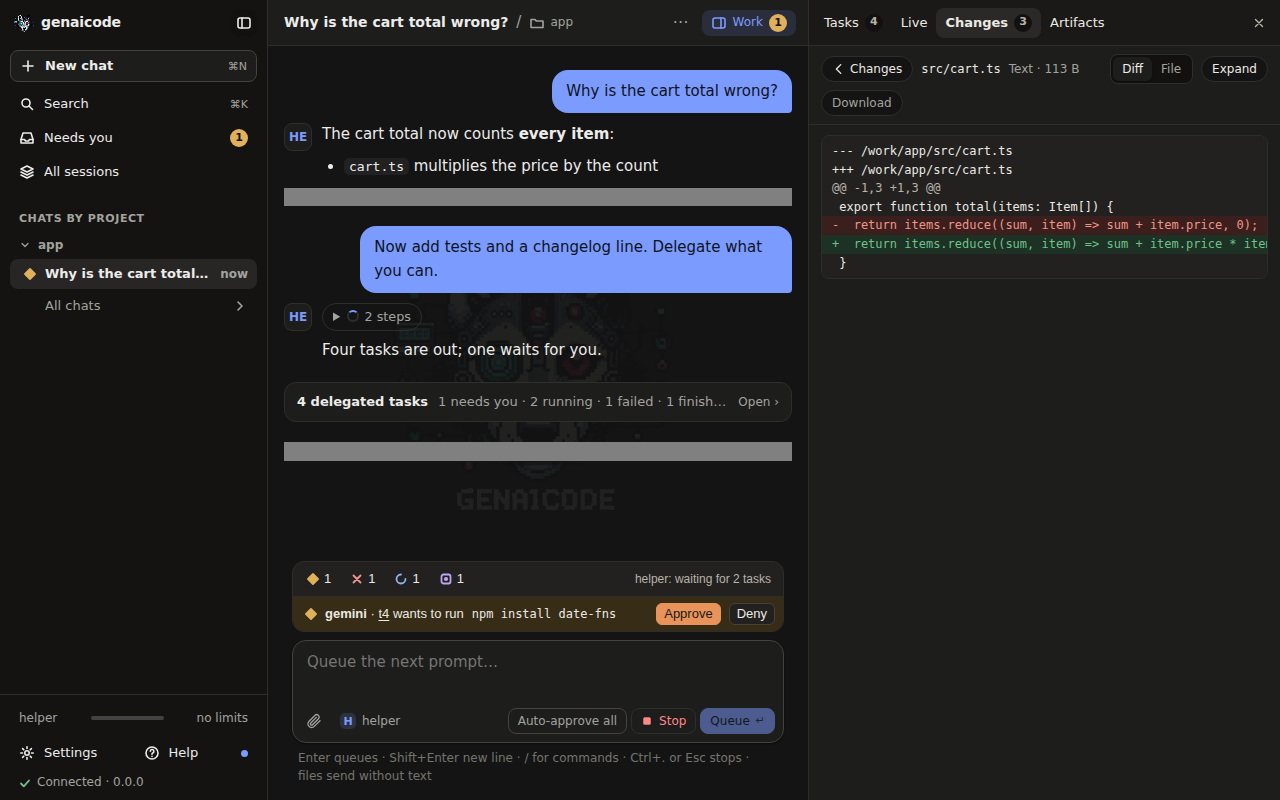 genaicode
New chat ⌘N
Search ⌘K
Needs you 1
All sessions
CHATS BY PROJECT
app
Why is the cart total… now
All chats
helper no limits
Settings Help
Connected · 0.0.0
Why is the cart total wrong? / app ··· Work 1
Why is the cart total wrong?
HE The cart total now counts every item:
• cart.ts multiplies the price by the count
Now add tests and a changelog line. Delegate what
you can.
HE 2 steps
Four tasks are out; one waits for you.
4 delegated tasks 1 needs you · 2 running · 1 failed · 1 finish… Open ›
GENAICODE
1 1 1 1 helper: waiting for 2 tasks
gemini · t4 wants to run npm install date-fns Approve Deny
Queue the next prompt…
H helper Auto-approve all Stop Queue ↵
Enter queues · Shift+Enter new line · / for commands · Ctrl+. or Esc stops ·
files send without text
Tasks 4 Live Changes 3 Artifacts ×
Changes src/cart.ts Text · 113 B Diff File Expand
Download
--- /work/app/src/cart.ts
+++ /work/app/src/cart.ts
@@ -1,3 +1,3 @@
export function total(items: Item[]) {
-  return items.reduce((sum, item) => sum + item.price, 0);
+  return items.reduce((sum, item) => sum + item.price * ite
}